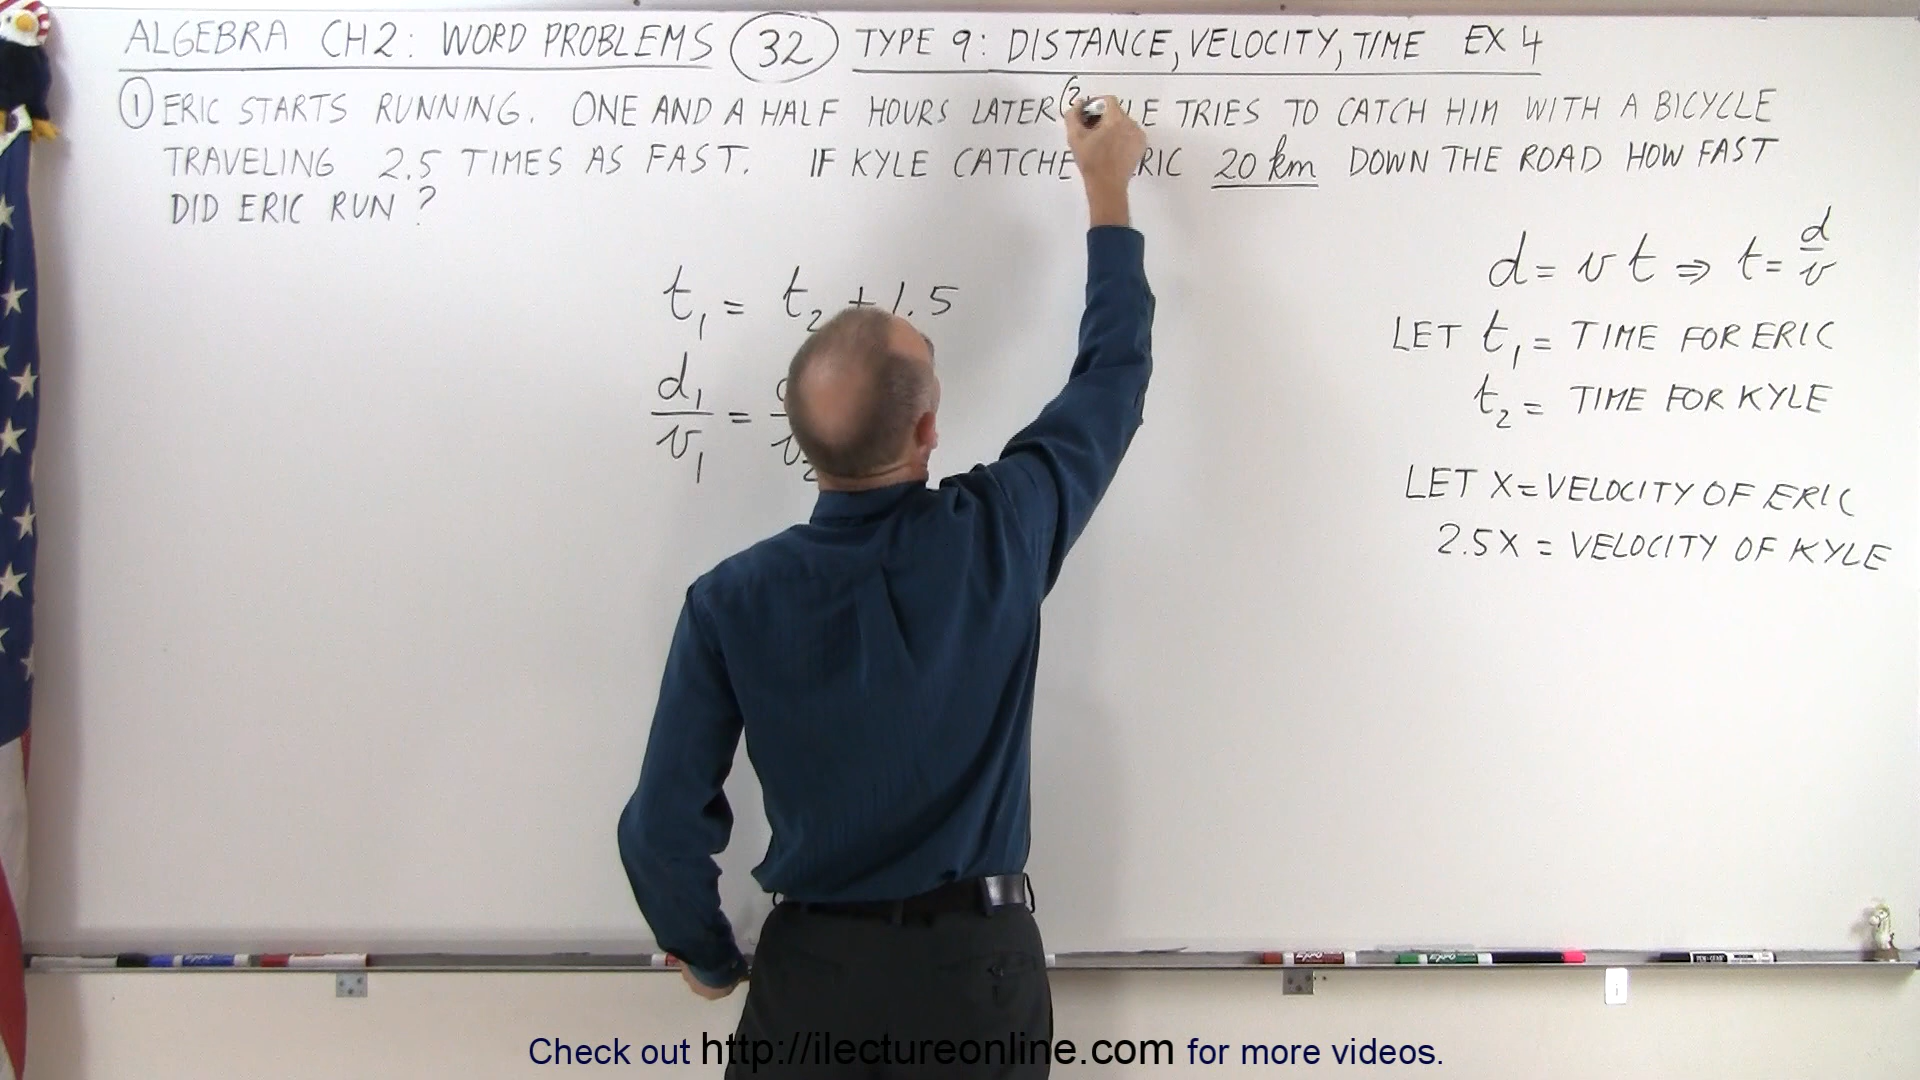 ALGEBRA CH2: WORD PROBLEMS 32 TYPE 9: DISTANCE, VELOCITY, TIME EX 4
1 ERIC STARTS RUNNING. ONE AND A HALF HOURS LATER TRIES TO CATCH HIM WITH A BICYCLE
TRAVELING 2.5 TIMES AS FAST. IF KYLE 20 km DOWN THE ROAD HOW FAST
DID ERIC RUN?
t₁ = t₂ + 1.5
d₁/v₁ =
d = v t ⇒ t = d/v
LET t₁ = TIME FOR ERIC
t₂ = TIME FOR KYLE
LET X = VELOCITY OF ERIC
2.5X = VELOCITY OF KYLE
Check out http://ilectureonline.com for more videos.